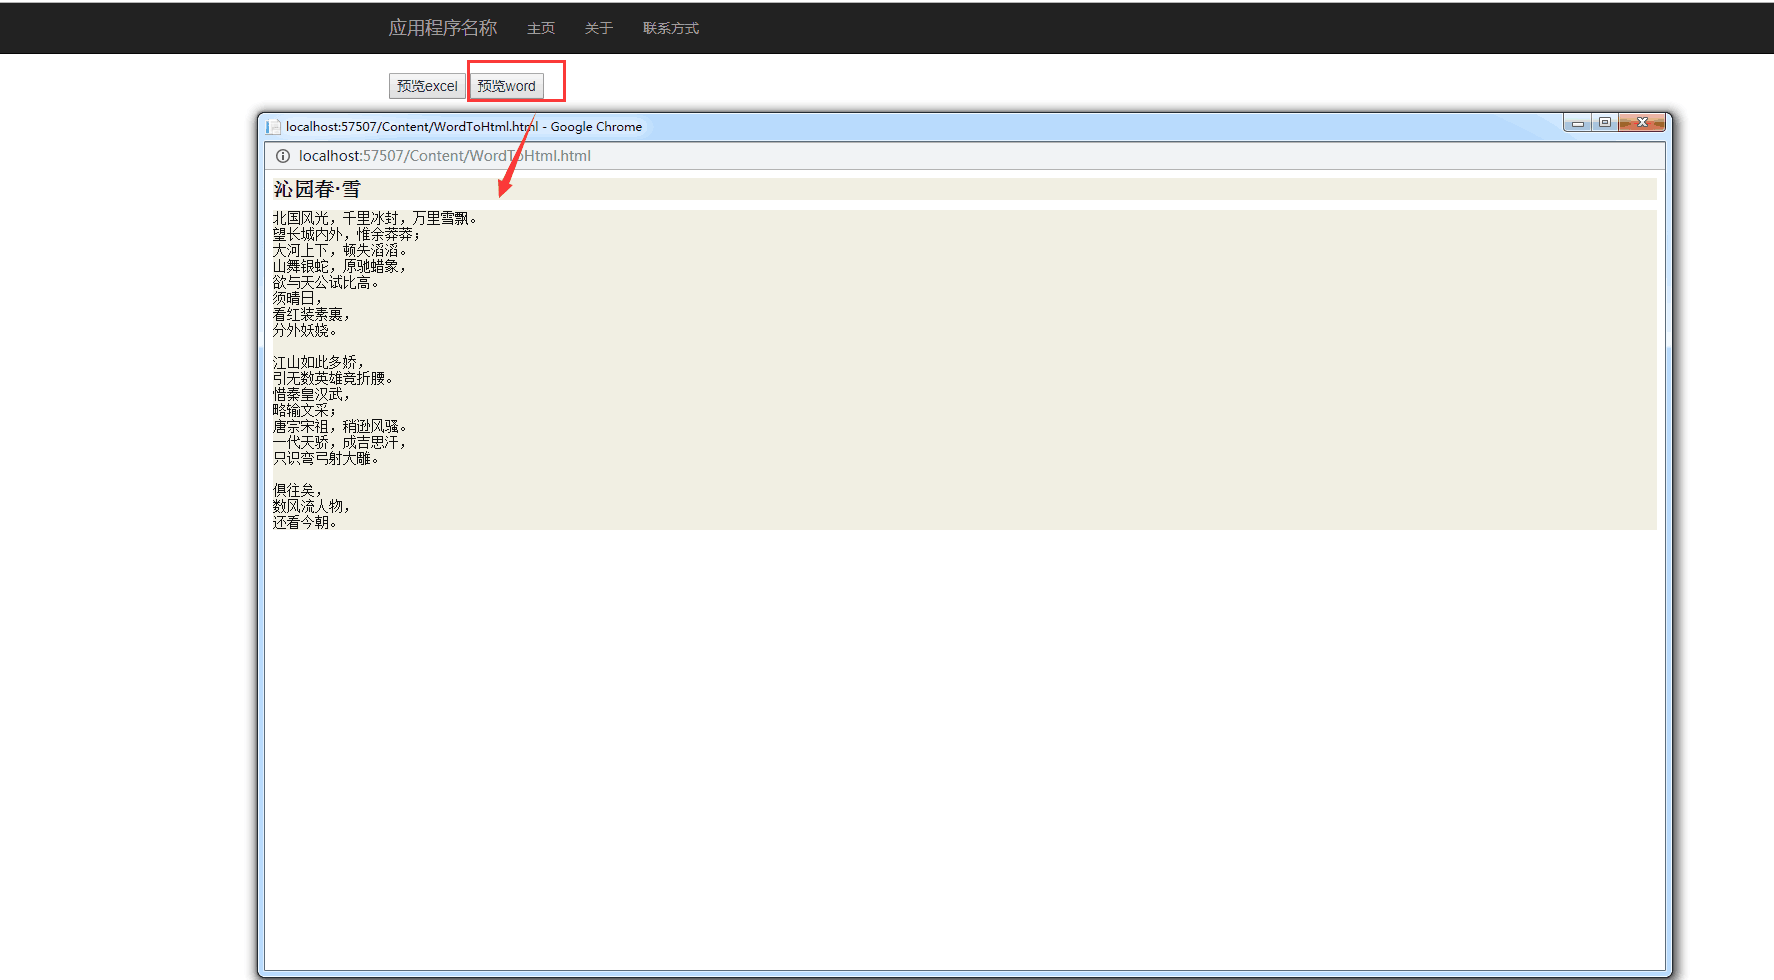 应用程序名称 主页 关于 联系方式
预览excel 预览word
localhost:57507/Content/WordToHtml.html - Google Chrome
localhost:57507/Content/WordToHtml.html
沁园春·雪
北国风光，千里冰封，万里雪飘。
望长城内外，惟余莽莽；
大河上下，顿失滔滔。
山舞银蛇，原驰蜡象，
欲与天公试比高。
须晴日，
看红装素裹，
分外妖娆。
江山如此多娇，
引无数英雄竞折腰。
惜秦皇汉武，
略输文采；
唐宗宋祖，稍逊风骚。
一代天骄，成吉思汗，
只识弯弓射大雕。
俱往矣，
数风流人物，
还看今朝。